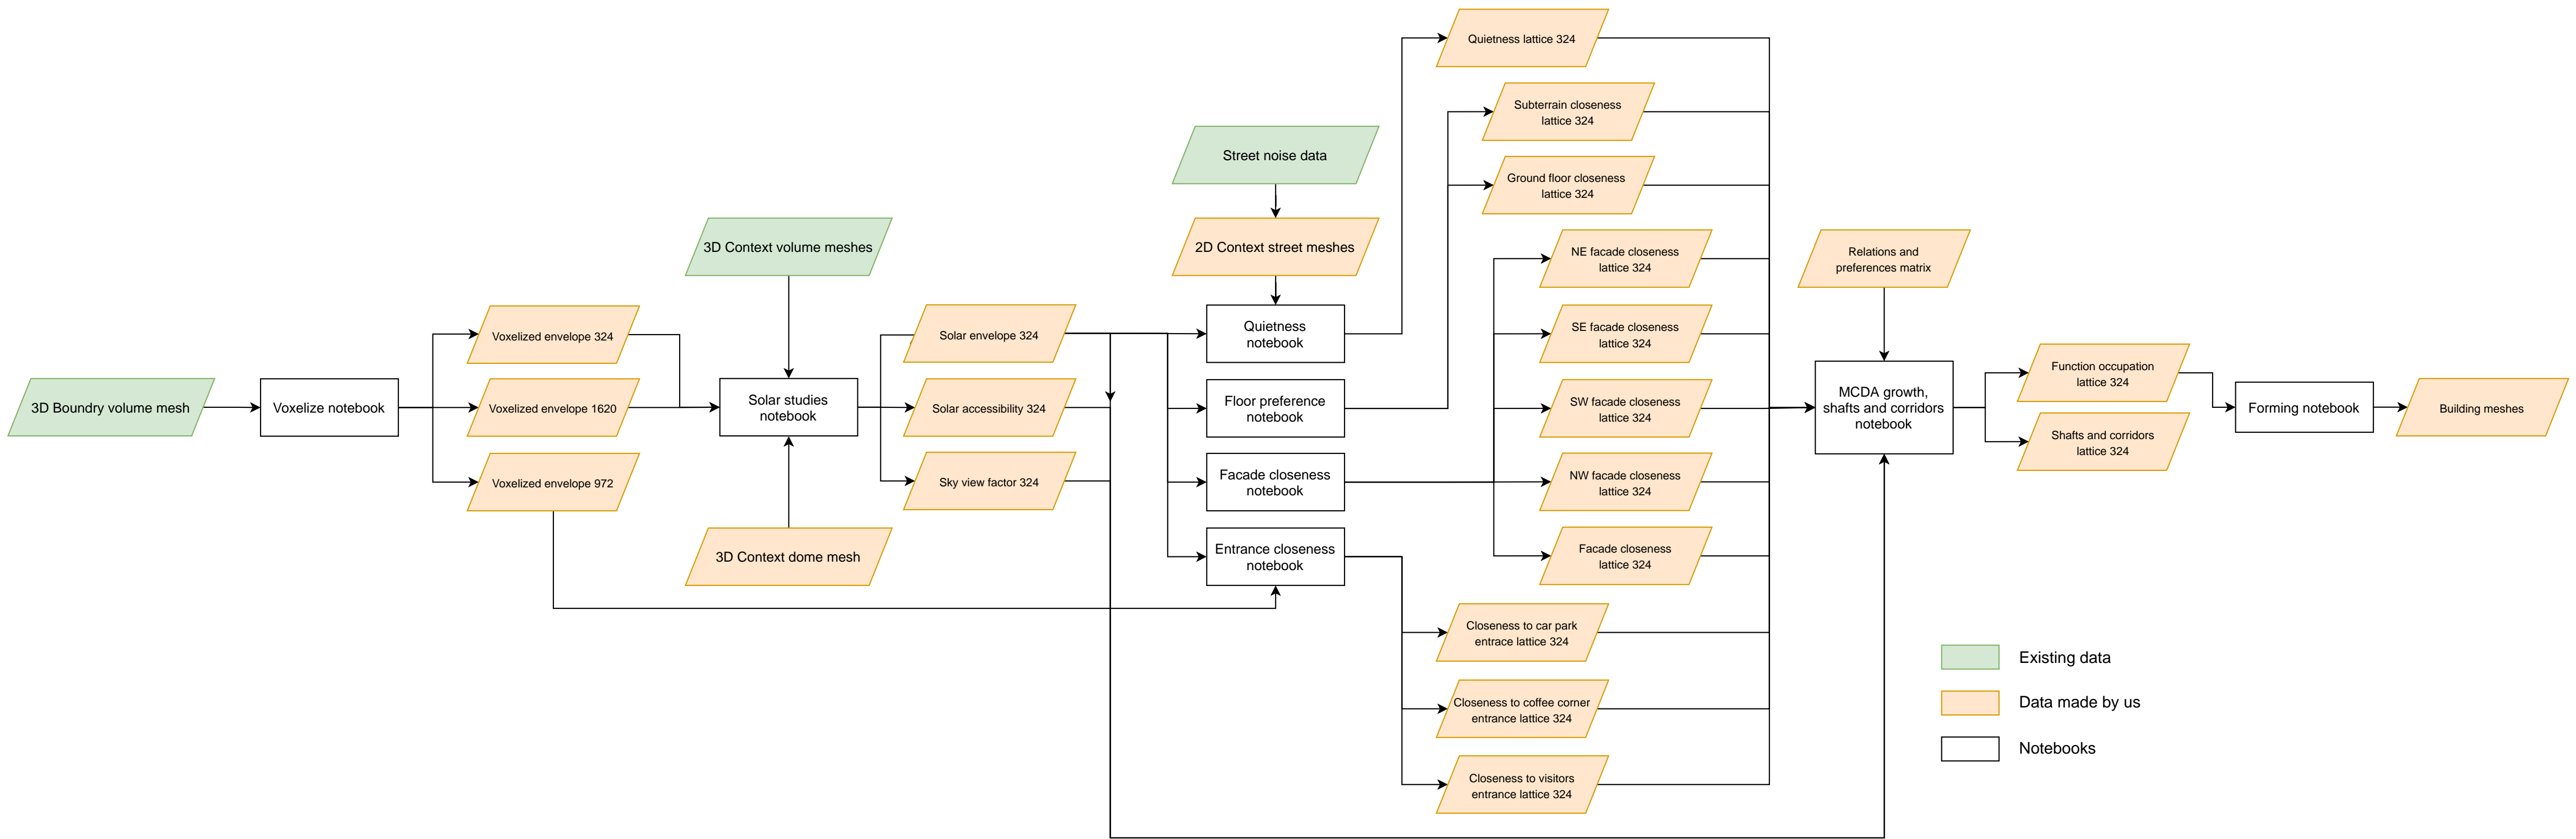 3D Boundry volume mesh
Voxelize notebook
Voxelized envelope 324
Voxelized envelope 1620
Voxelized envelope 972
3D Context volume meshes
Solar studies
notebook
3D Context dome mesh
Solar envelope 324
Solar accessibility 324
Sky view factor 324
Street noise data
2D Context street meshes
Quietness
notebook
Floor preference
notebook
Facade closeness
notebook
Entrance closeness
notebook
Quietness lattice 324
Subterrain closeness
lattice 324
Ground floor closeness
lattice 324
NE facade closeness
lattice 324
SE facade closeness
lattice 324
SW facade closeness
lattice 324
NW facade closeness
lattice 324
Facade closeness
lattice 324
Closeness to car park
entrace lattice 324
Closeness to coffee corner
entrance lattice 324
Closeness to visitors
entrance lattice 324
Relations and
preferences matrix
MCDA growth,
shafts and corridors
notebook
Function occupation
lattice 324
Shafts and corridors
lattice 324
Forming notebook
Building meshes
Existing data
Data made by us
Notebooks